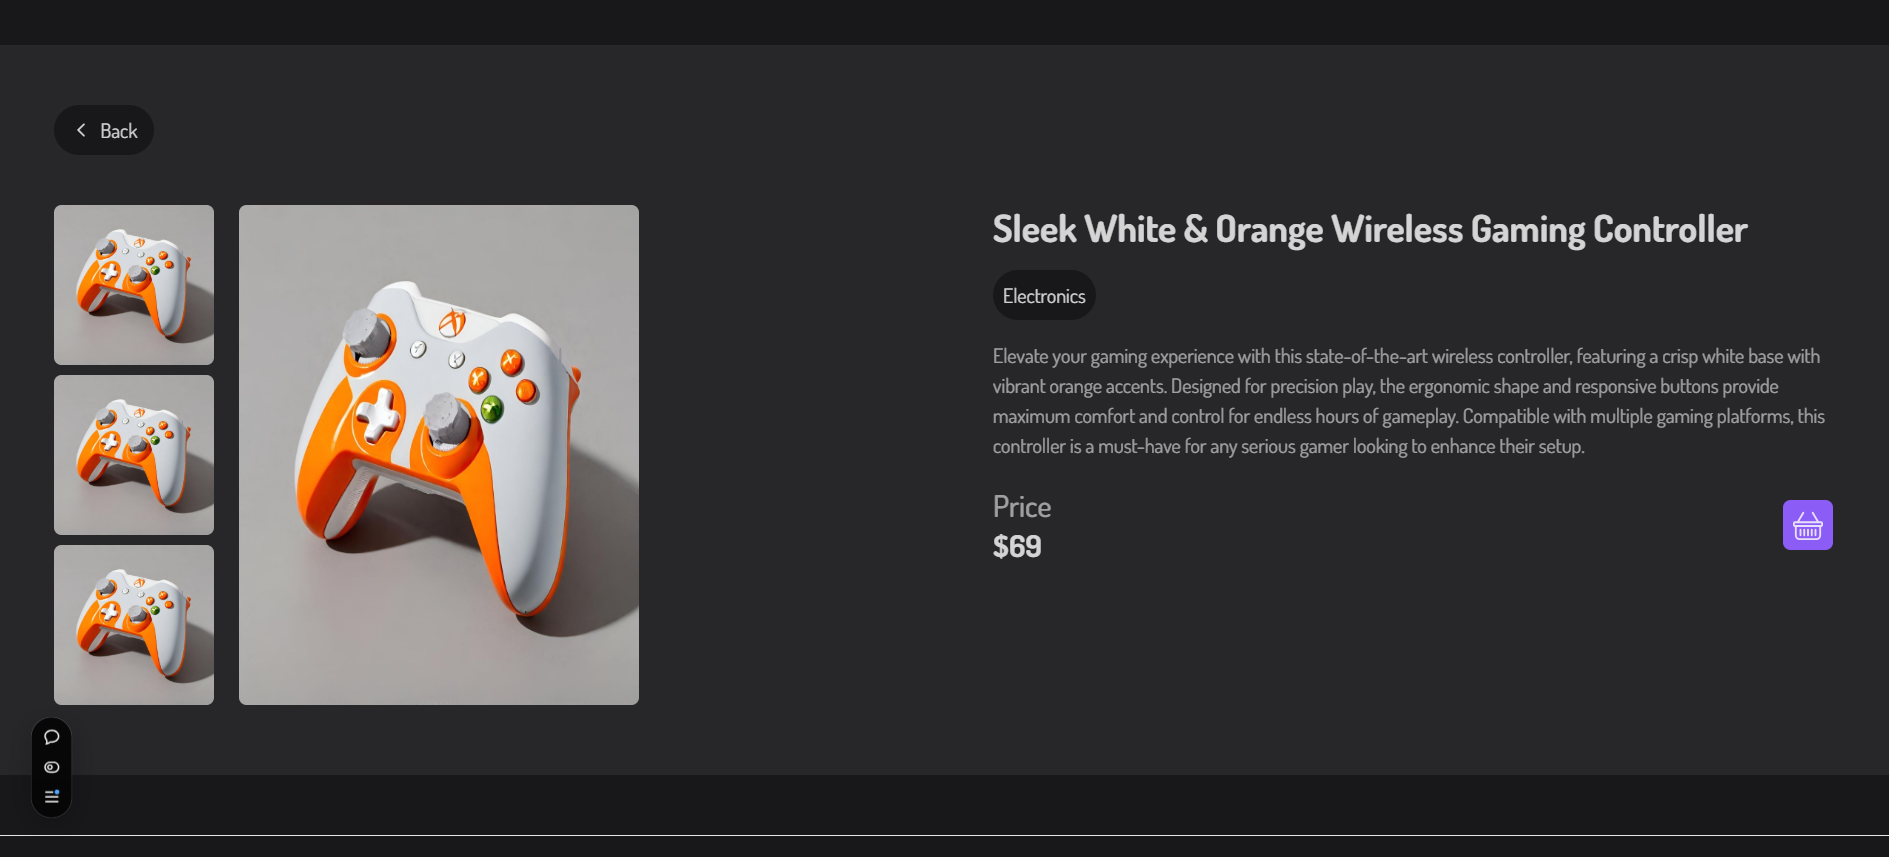 Back
Sleek White & Orange Wireless Gaming Controller
Electronics
Elevate your gaming experience with this state-of-the-art wireless controller, featuring a crisp white base with
vibrant orange accents. Designed for precision play, the ergonomic shape and responsive buttons provide
maximum comfort and control for endless hours of gameplay. Compatible with multiple gaming platforms, this
controller is a must-have for any serious gamer looking to enhance their setup.
Price
$69